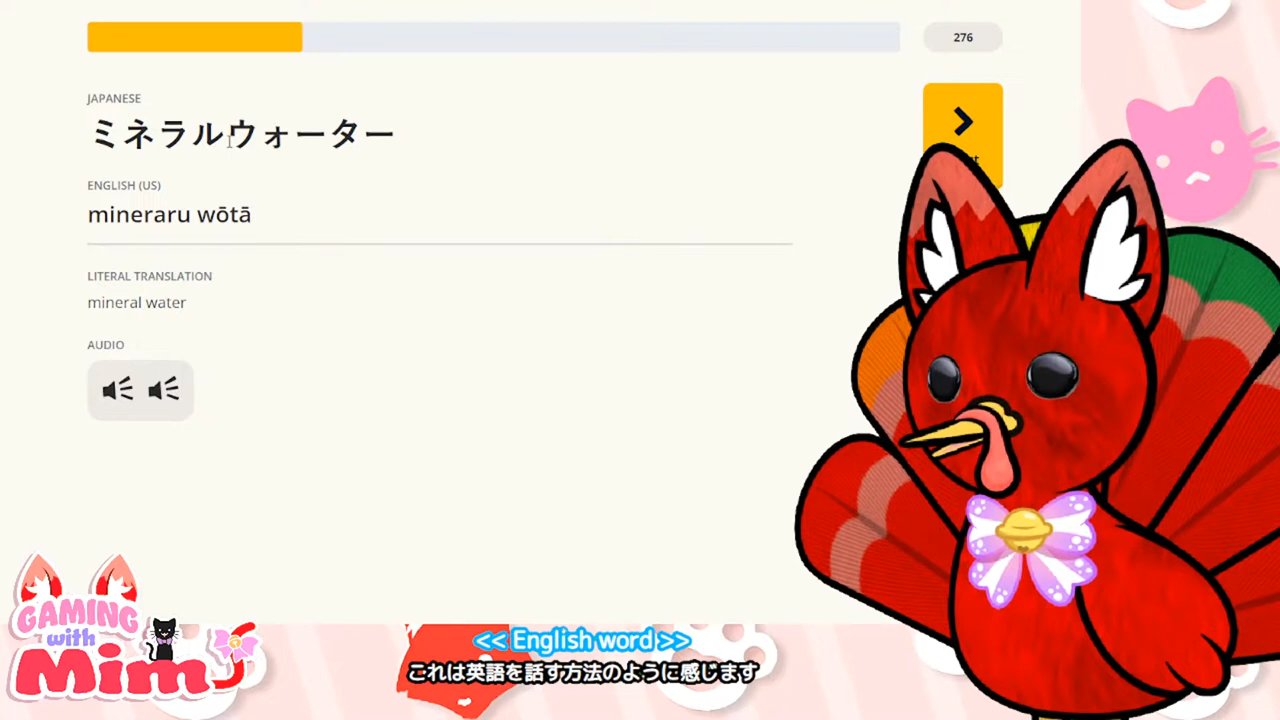 276
JAPANESE
ミネラルウォーター
ENGLISH (US)
mineraru wōtā
LITERAL TRANSLATION
mineral water
AUDIO
GAMING
with
Mim
<< English word >>
これは英語を話す方法のように感じます